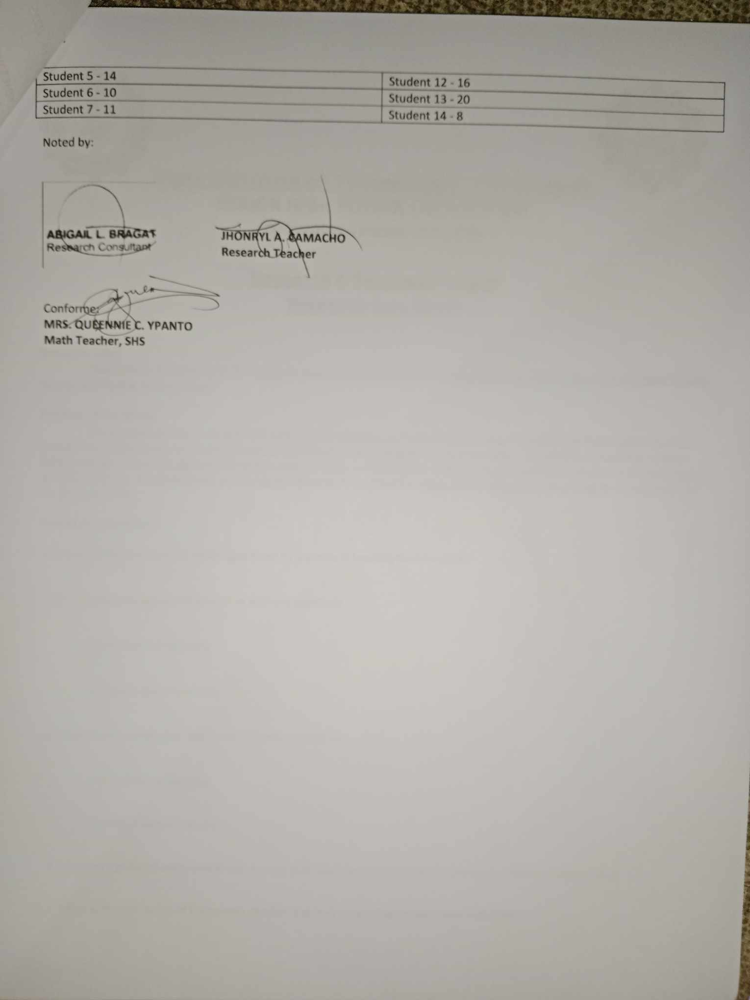 Student 5 - 14
Student 12 - 16
Student 6 - 10
Student 13 - 20
Student 7 - 11
Student 14 - 8
Noted by:
ABIGAIL L. BRAGAT
Research Consultant
JHONRYL A. CAMACHO
Research Teacher
Conforme:
MRS. QUEENNIE C. YPANTO
Math Teacher, SHS